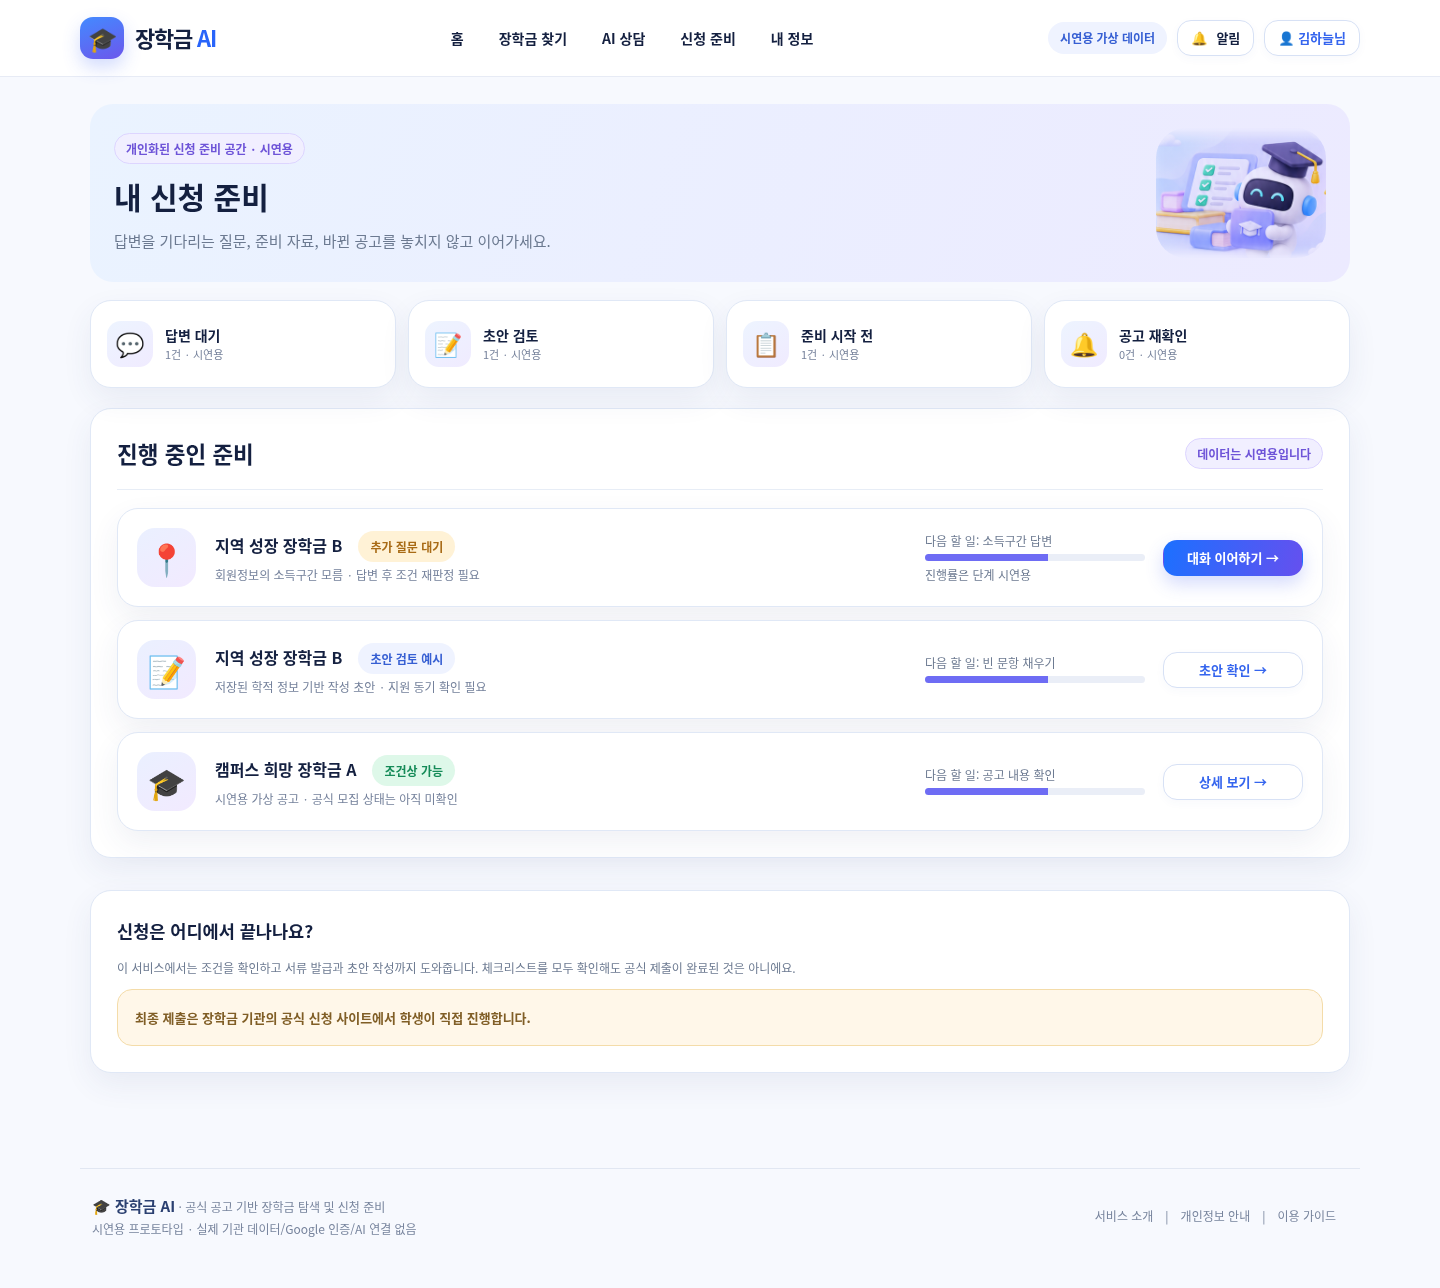 장학금 AI
홈 장학금 찾기 AI 상담 신청 준비 내 정보
시연용 가상 데이터 알림 김하늘님
개인화된 신청 준비 공간 · 시연용
내 신청 준비
답변을 기다리는 질문, 준비 자료, 바뀐 공고를 놓치지 않고 이어가세요.
답변 대기
1건 · 시연용
초안 검토
1건 · 시연용
준비 시작 전
1건 · 시연용
공고 재확인
0건 · 시연용
진행 중인 준비
데이터는 시연용입니다
지역 성장 장학금 B 추가 질문 대기
회원정보의 소득구간 모름 · 답변 후 조건 재판정 필요
다음 할 일: 소득구간 답변
진행률은 단계 시연용
대화 이어하기 →
지역 성장 장학금 B 초안 검토 예시
저장된 학적 정보 기반 작성 초안 · 지원 동기 확인 필요
다음 할 일: 빈 문항 채우기
초안 확인 →
캠퍼스 희망 장학금 A 조건상 가능
시연용 가상 공고 · 공식 모집 상태는 아직 미확인
다음 할 일: 공고 내용 확인
상세 보기 →
신청은 어디에서 끝나나요?
이 서비스에서는 조건을 확인하고 서류 발급과 초안 작성까지 도와줍니다. 체크리스트를 모두 확인해도 공식 제출이 완료된 것은 아니에요.
최종 제출은 장학금 기관의 공식 신청 사이트에서 학생이 직접 진행합니다.
장학금 AI · 공식 공고 기반 장학금 탐색 및 신청 준비
시연용 프로토타입 · 실제 기관 데이터/Google 인증/AI 연결 없음
서비스 소개 | 개인정보 안내 | 이용 가이드